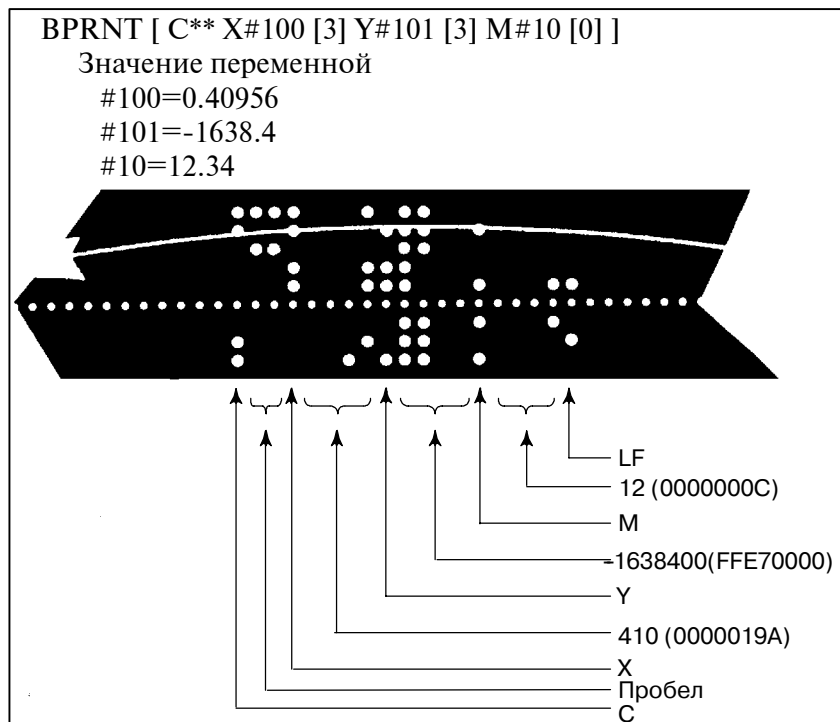 BPRNT [ C** X#100 [3] Y#101 [3] M#10 [0] ]
Значение переменной
#100=0.40956
#101=-1638.4
#10=12.34
LF
12 (0000000C)
M
-1638400(FFE70000)
Y
410 (0000019A)
X
Пробел
C